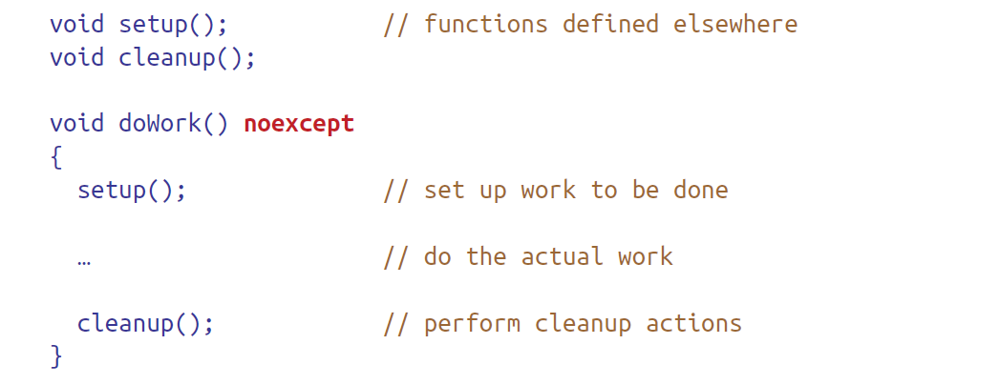 void setup();           // functions defined elsewhere
void cleanup();
void doWork() noexcept
{
  setup();              // set up work to be done
  …                     // do the actual work
  cleanup();            // perform cleanup actions
}